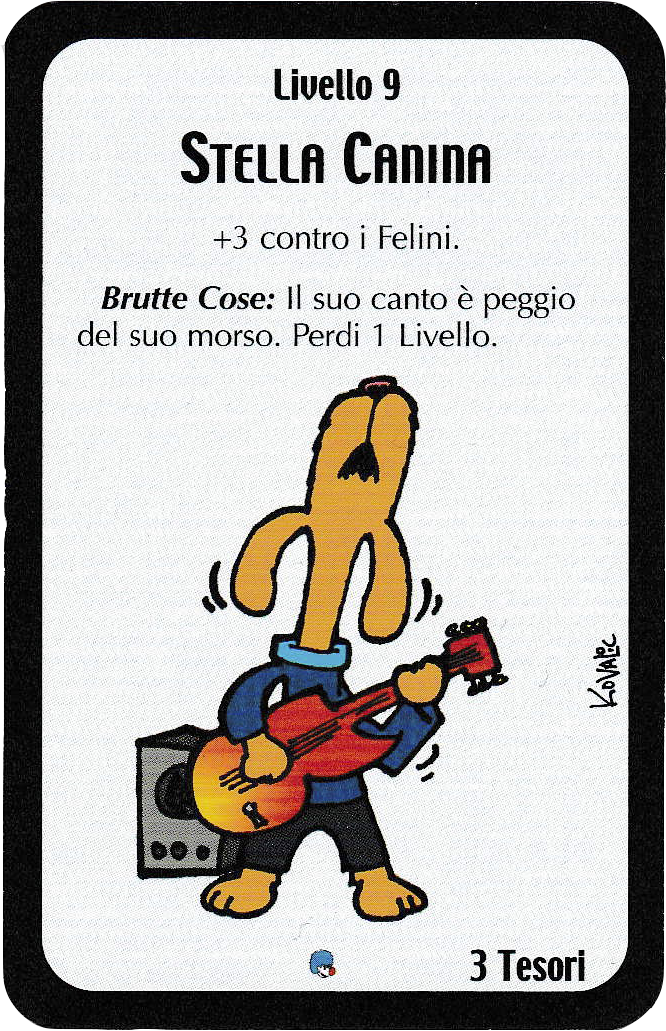 Livello 9
Stella Canina
+3 contro i Felini.
Brutte Cose: Il suo canto è peggio
del suo morso. Perdi 1 Livello.
Kovalic
3 Tesori